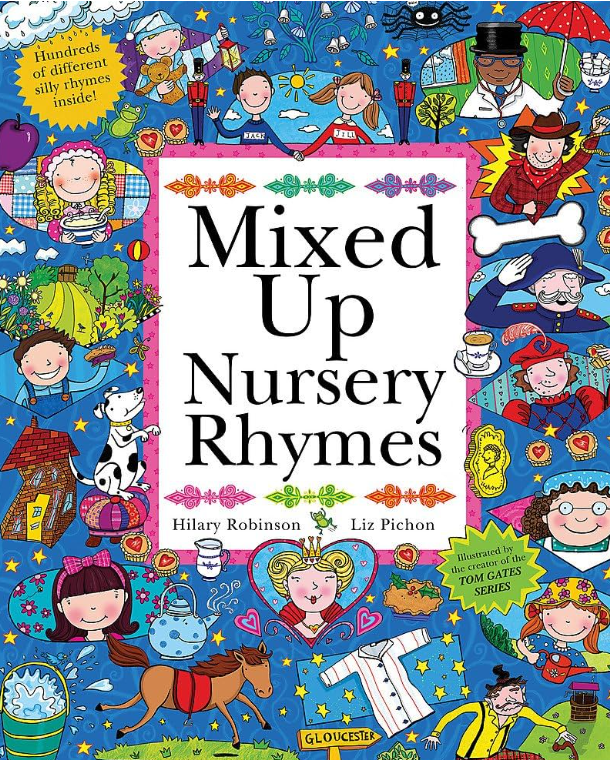 Hundreds
of different
silly rhymes
inside!
JACK
JILL
Mixed
Up
Nursery
Rhymes
Hilary Robinson
Liz Pichon
Illustrated by
the creator of the
TOM GATES
SERIES
GLOUCESTER